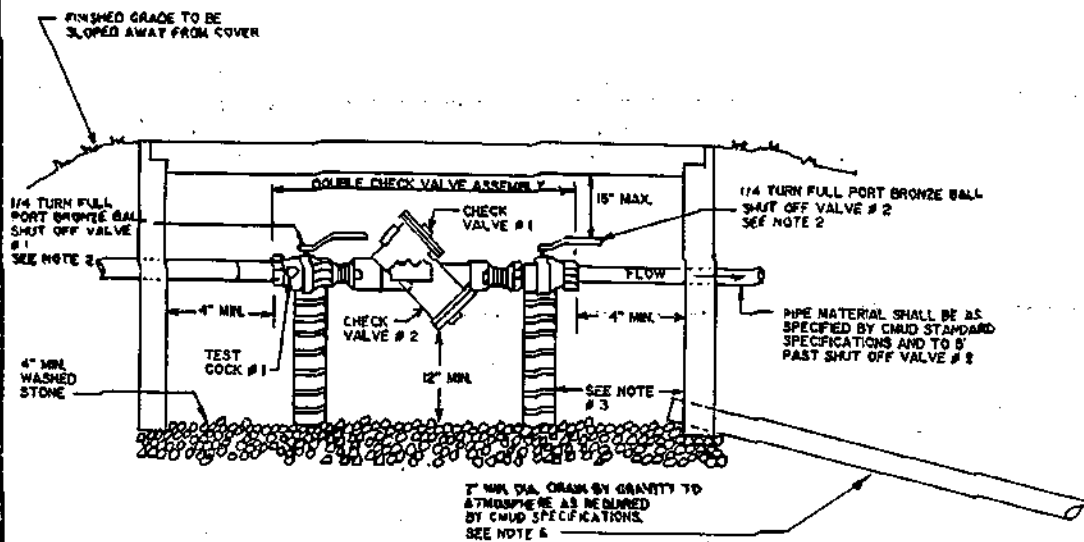 FINISHED GRADE TO BE
SLOPED AWAY FROM COVER
DOUBLE CHECK VALVE ASSEMBLY
15" MAX.
1/4 TURN FULL
PORT BRONZE BALL
SHUT OFF VALVE
# 1
SEE NOTE 2
CHECK
VALVE # 1
1/4 TURN FULL PORT BRONZE BALL
SHUT OFF VALVE # 2
SEE NOTE 2
FLOW
4" MIN.
CHECK
VALVE # 2
4" MIN.
PIPE MATERIAL SHALL BE AS
SPECIFIED BY CMUD STANDARD
SPECIFICATIONS AND TO 5'
PAST SHUT OFF VALVE # 2
TEST
COCK # 1
4" MIN.
WASHED
STONE
12" MIN.
SEE NOTE
# 3
MIN. DIA. DRAIN BY GRAVITY TO
ATMOSPHERE AS REQUIRED
BY CMUD SPECIFICATIONS.
SEE NOTE 6